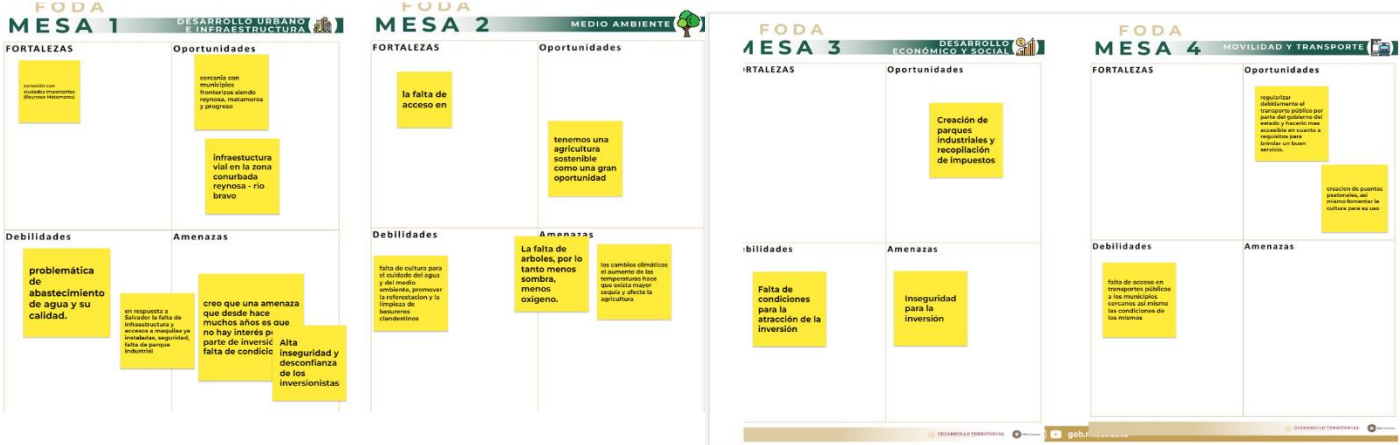 FODA
MESA 1
DESARROLLO URBANO
E INFRAESTRUCTURA
FORTALEZAS
Oportunidades
conexión con
ciudades importantes
(Reynosa Matamoros)
cercania con
municipios
fronterizos siendo
reynosa, matamoros
y progreso
infraestuctura
vial en la zona
conurbada
reynosa - rio
bravo
Debilidades
Amenazas
problemática
de
abastecimiento
de agua y su
calidad.
en respuesta a
Salvador la falta de
infraestructura y
accesos a maquilas ya
instaladas, seguridad,
falta de parque
industrial
creo que una amenaza
que desde hace
muchos años es que
no hay interés
parte de
falta de
Alta
inseguridad y
desconfianza
de los
inversionistas
FODA
MESA 2
MEDIO AMBIENTE
FORTALEZAS
Oportunidades
la falta de
acceso en
tenemos una
agricultura
sostenible
como una gran
oportunidad
Debilidades
Amenazas
falta de cultura para
el cuidado del agua
y del medio
ambiente, promover
la reforestacion y la
limpieza de
basureros
clandestinos
La falta de
arboles, por lo
tanto menos
sombra,
menos
oxigeno.
los cambios climáticos
el aumento de las
temperaturas hace
que exista mayor
sequia y afecte la
agricultura
FODA
MESA 3
DESARROLLO
ECONÓMICO Y SOCIAL
RTALEZAS
Oportunidades
Creación de
parques
industriales y
recopilación
de impuestos
bilidades
Amenazas
Falta de
condiciones
para la
atracción de la
inversión
Inseguridad
para la
inversión
DESARROLLO TERRITORIAL
FODA
MESA 4
MOVILIDAD Y TRANSPORTE
FORTALEZAS
Oportunidades
regularizar
debidamente el
transporte público por
parte del gobierno del
estado y hacerlo mas
accesible en cuanto a
requisitos para
brindar un buen
servicio.
creacion de puentes
peatonales, asi
mismo fomentar la
cultura para su uso
Debilidades
Amenazas
falta de acceso en
transportes públicos
a los municipios
cercanos asi mismo
las condiciones de
los mismos
DESARROLLO TERRITORIAL